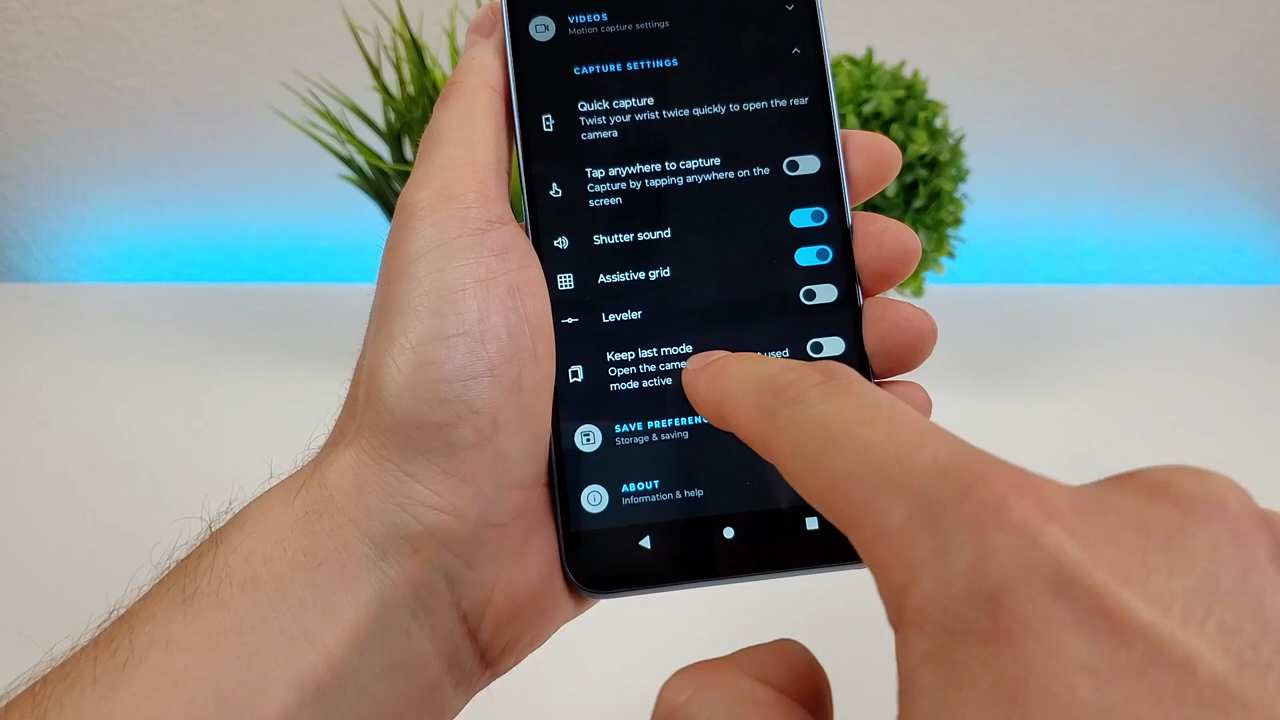 VIDEOS
Motion capture settings
CAPTURE SETTINGS
Quick capture
Twist your wrist twice quickly to open the rear
camera
Tap anywhere to capture
Capture by tapping anywhere on the
screen
Shutter sound
Assistive grid
Leveler
Keep last mode
Open the used
mode active
SAVE
Storage & saving
ABOUT
Information & help